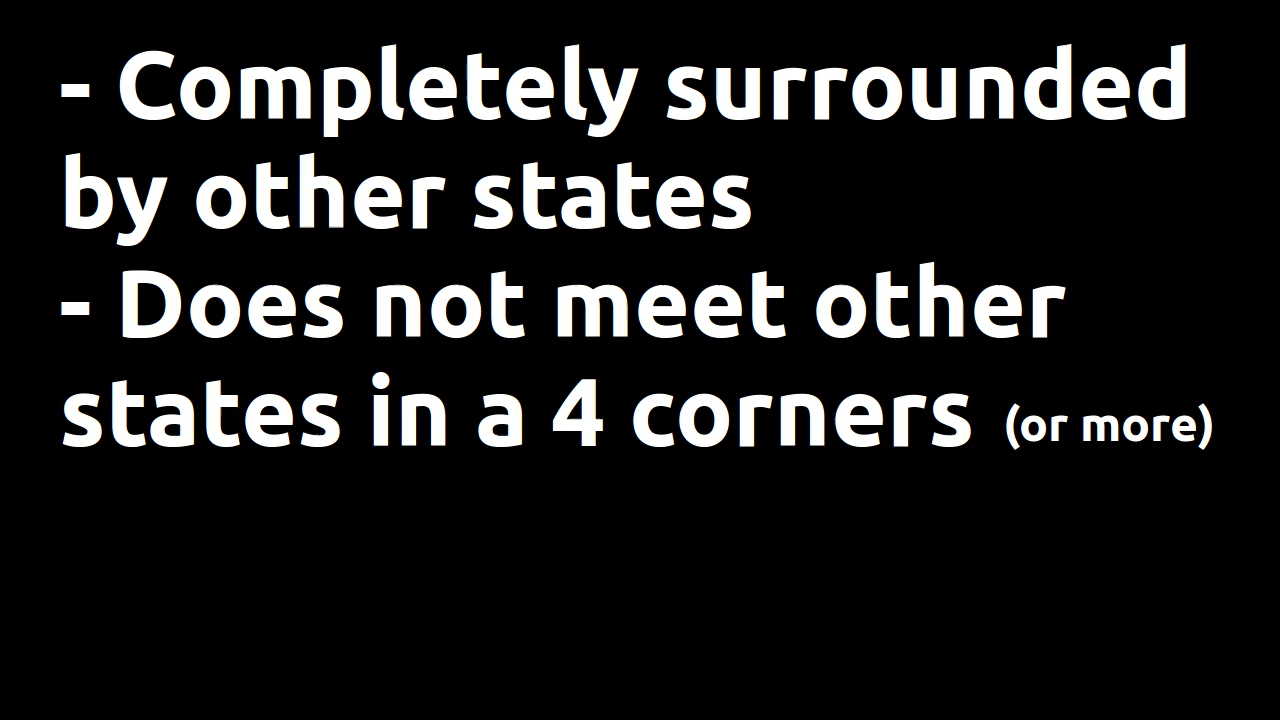 - Completely surrounded
by other states
- Does not meet other
states in a 4 corners (or more)